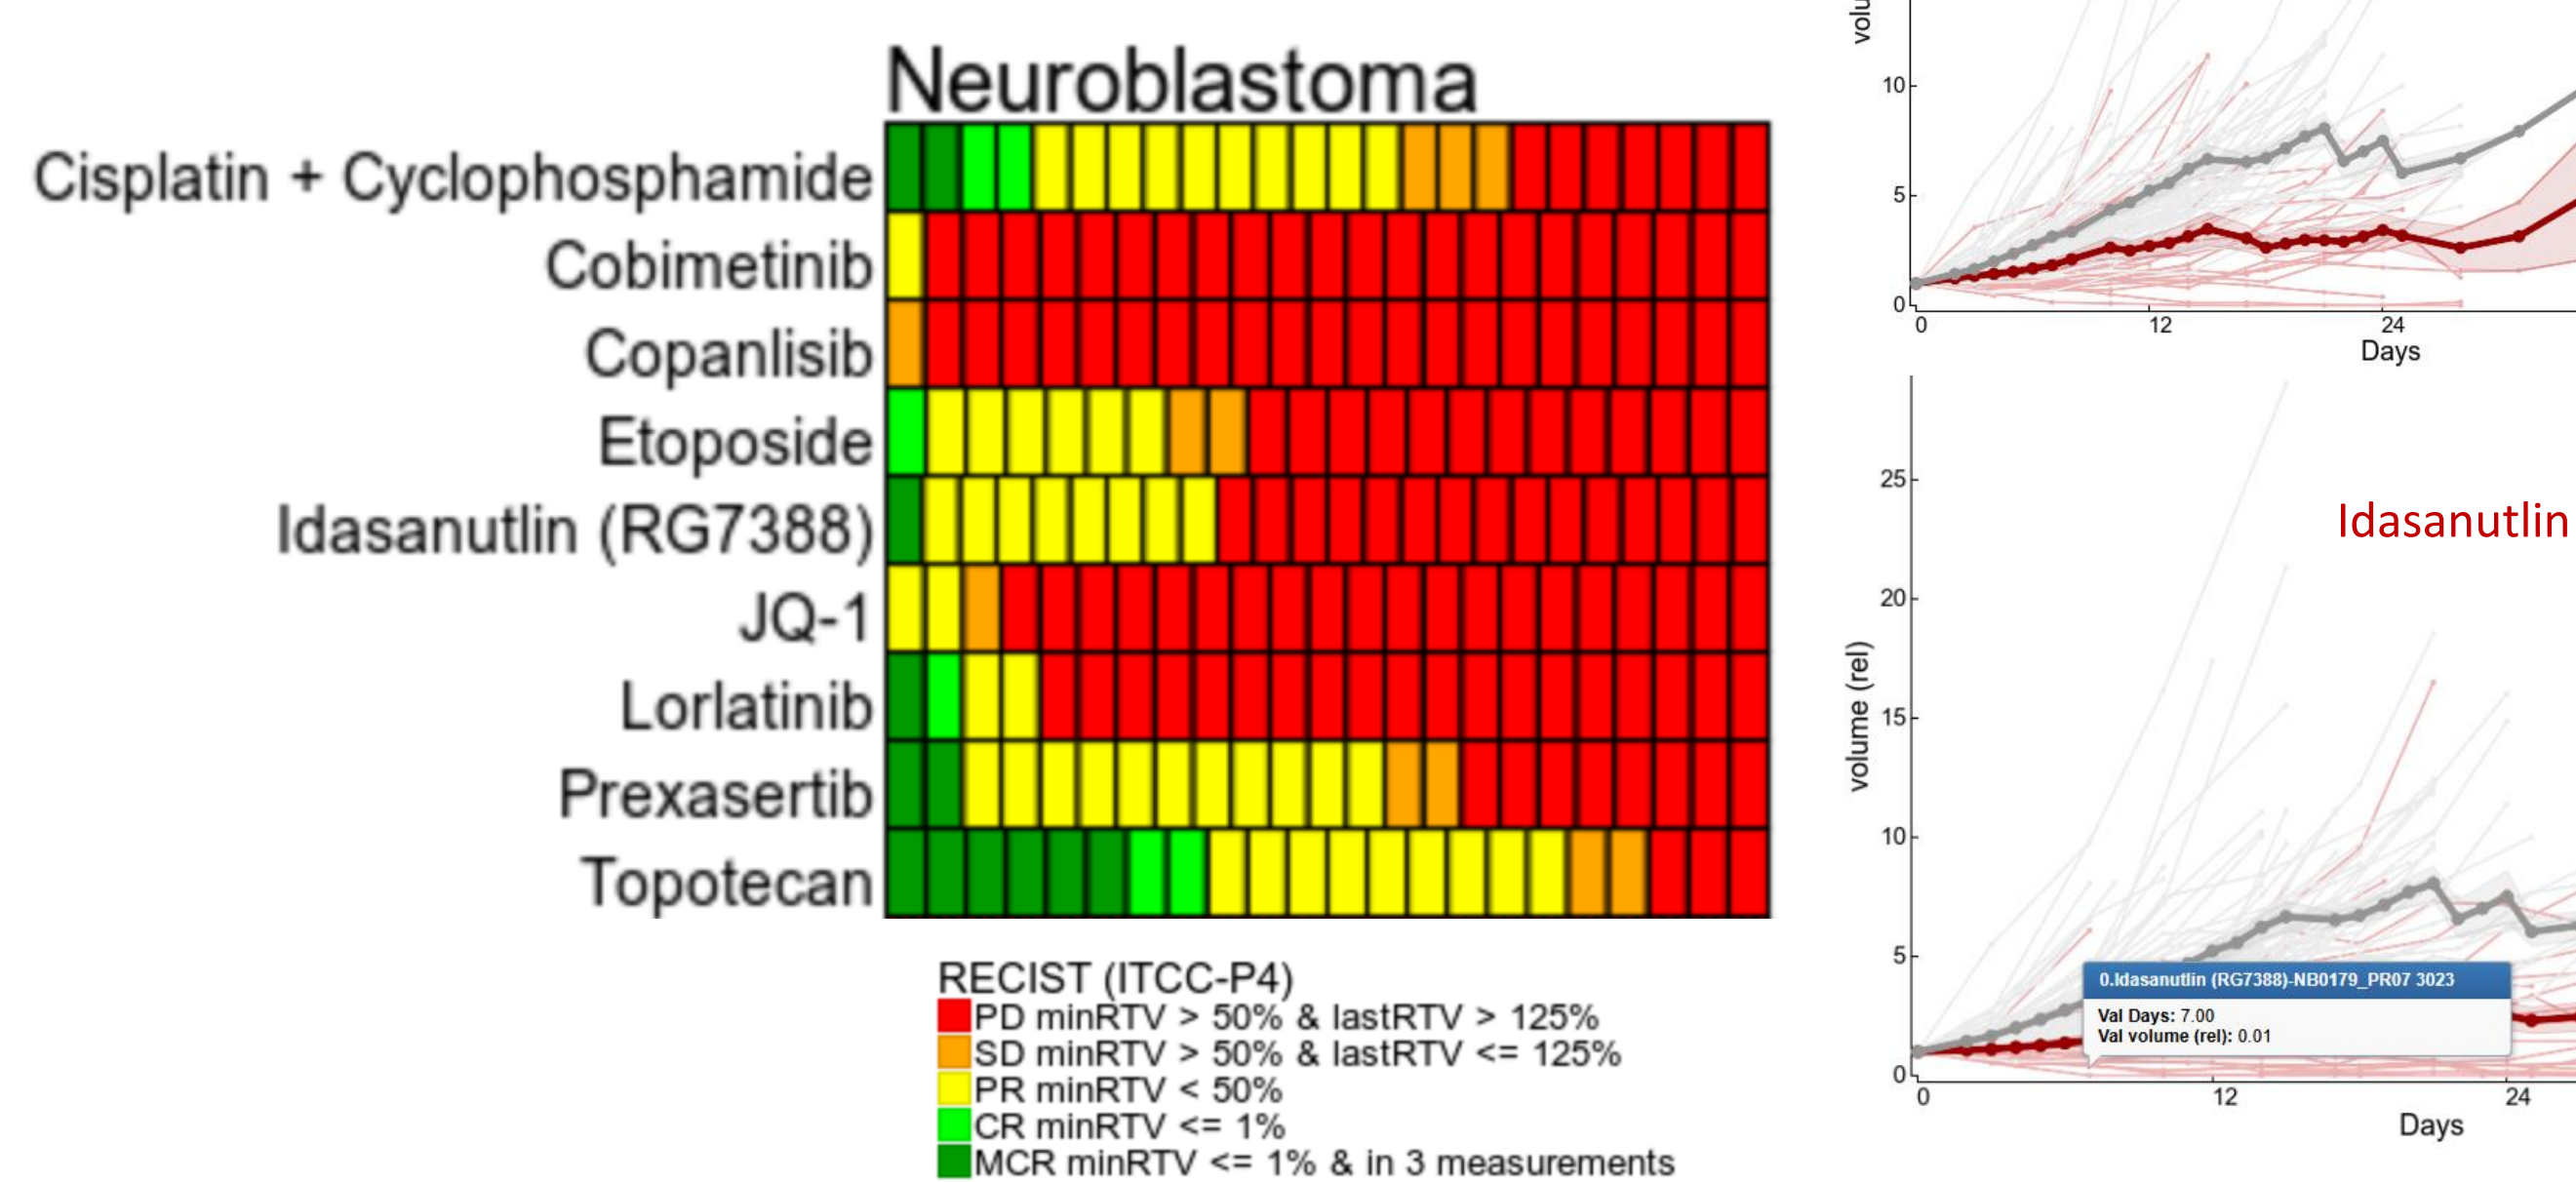 Neuroblastoma
Cisplatin + Cyclophosphamide
Cobimetinib
Copanlisib
Etoposide
Idasanutlin (RG7388)
JQ-1
Lorlatinib
Prexasertib
Topotecan
RECIST (ITCC-P4)
PD minRTV > 50% & lastRTV > 125%
SD minRTV > 50% & lastRTV <= 125%
PR minRTV < 50%
CR minRTV <= 1%
MCR minRTV <= 1% & in 3 measurements
10
5
0
0 12 24
Days
Idasanutlin
volume (rel)
25
20
15
10
5
0
0.Idasanutlin (RG7388)-NB0179_PR07 3023
Val Days: 7.00
Val volume (rel): 0.01
0 12 24
Days